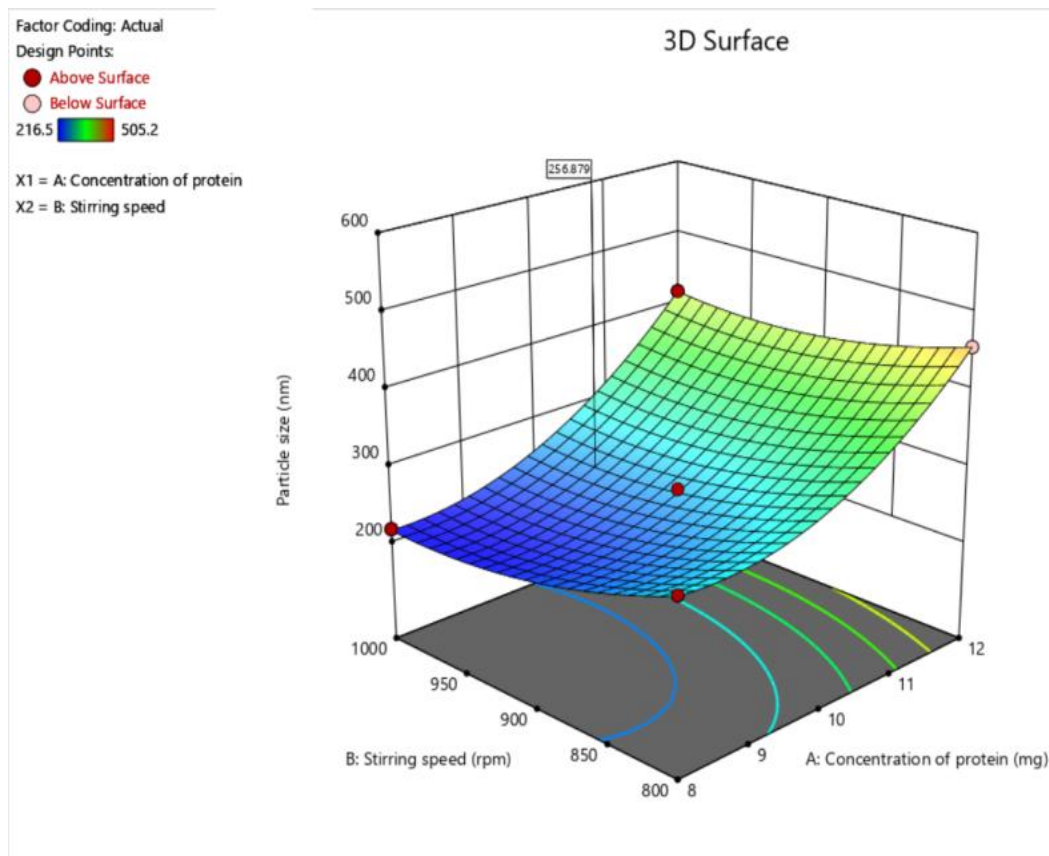 Factor Coding: Actual
3D Surface
Design Points:
Above Surface
Below Surface
216.5 505.2
X1 = A: Concentration of protein
X2 = B: Stirring speed
256.879
600
500
400
300
200
Particle size (nm)
1000
950
900
850
800
B: Stirring speed (rpm)
8
9
10
11
12
A: Concentration of protein (mg)